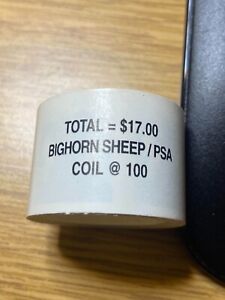 TOTAL = $17.00
BIGHORN SHEEP / PSA
COIL @ 100